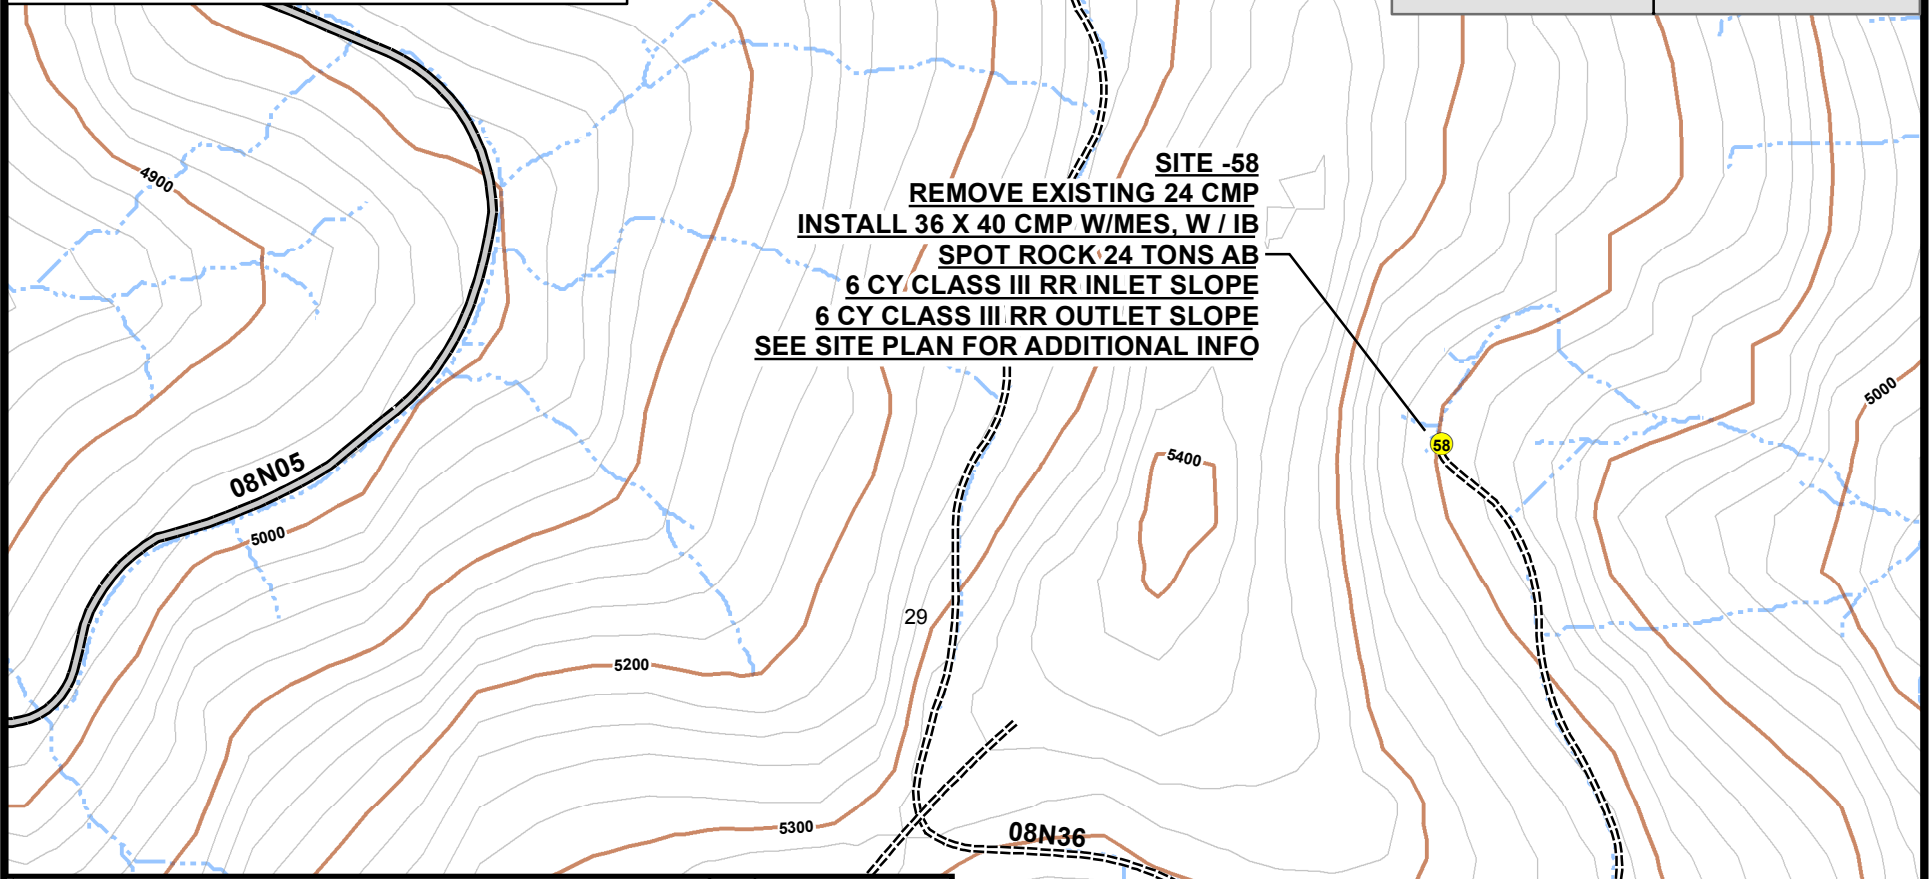 4900
SITE -58
REMOVE EXISTING 24 CMP
INSTALL 36 X 40 CMP W/MES, W / IB
SPOT ROCK 24 TONS AB
6 CY CLASS III RR INLET SLOPE
6 CY CLASS III RR OUTLET SLOPE
SEE SITE PLAN FOR ADDITIONAL INFO
5000
58
5400
08N05
5000
29
5200
5300
08N36